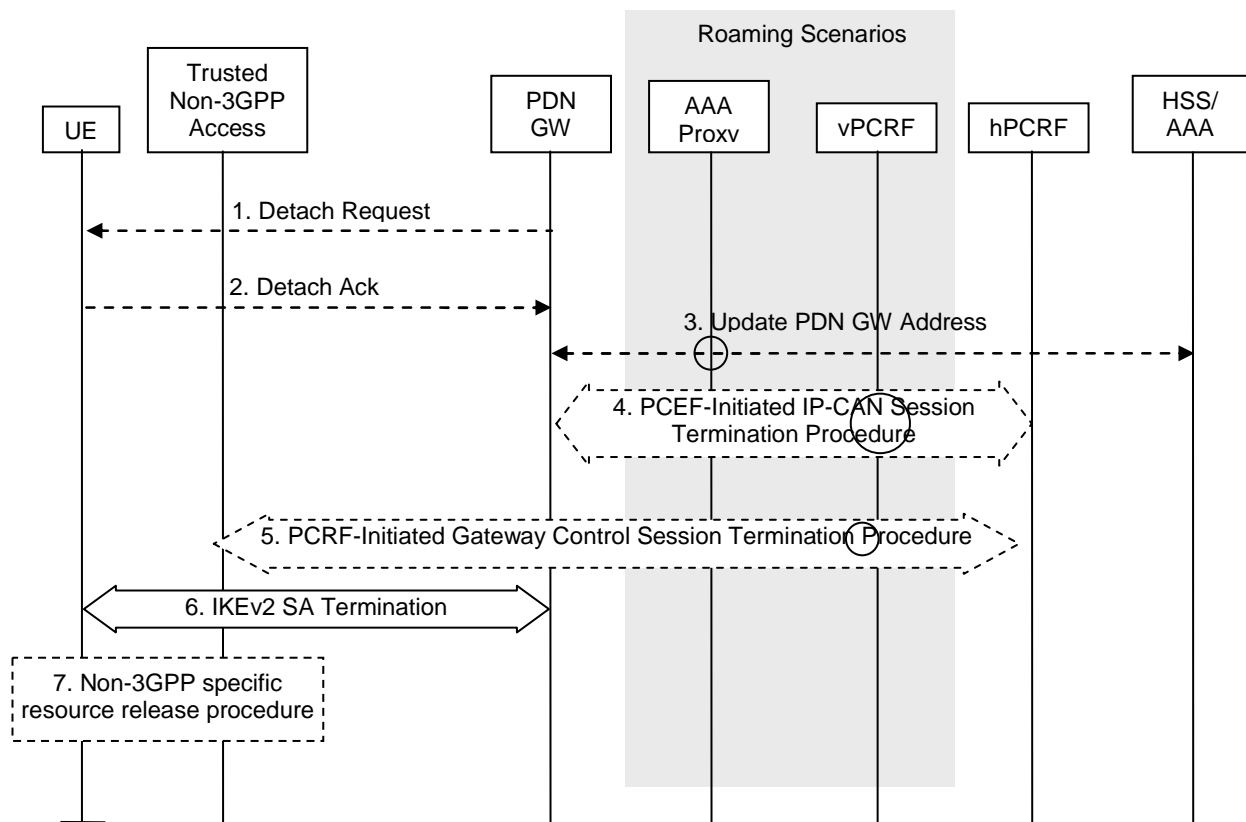 Roaming Scenarios
UE
Trusted
Non-3GPP
Access
PDN
GW
AAA
Proxv
vPCRF
hPCRF
HSS/
AAA
1. Detach Request
2. Detach Ack
3. Update PDN GW Address
4. PCEF-Initiated IP-CAN Session
Termination Procedure
5. PCRF-Initiated Gateway Control Session Termination Procedure
6. IKEv2 SA Termination
7. Non-3GPP specific
resource release procedure